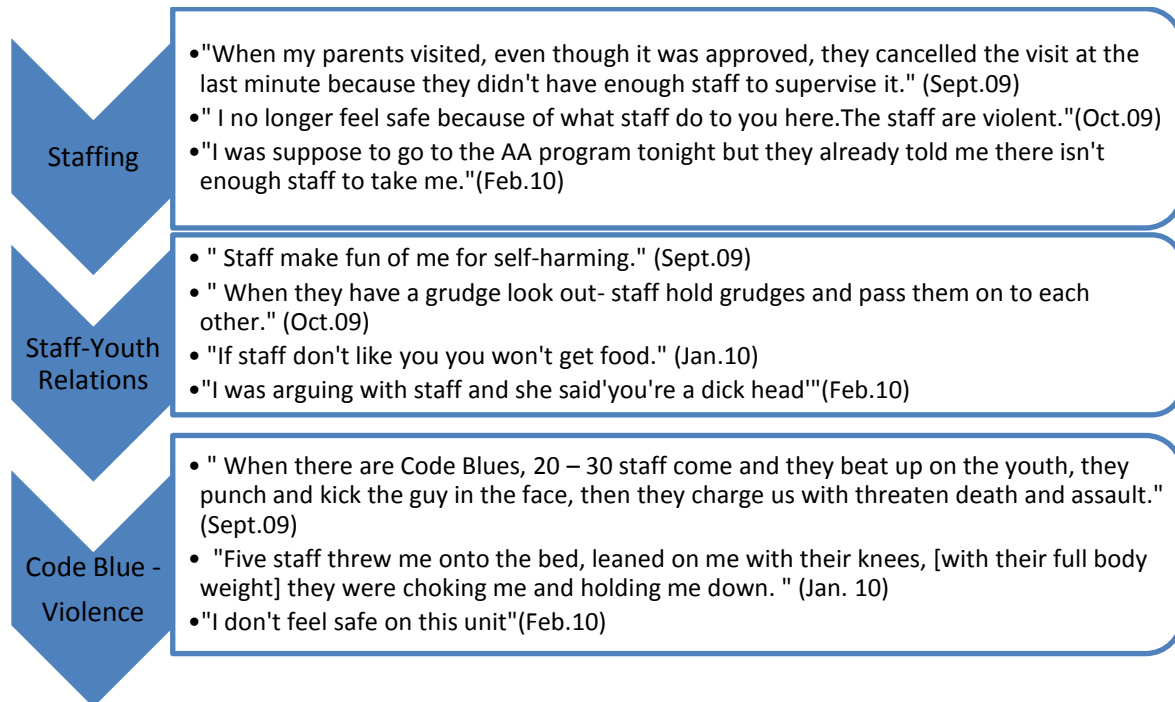 Staffing
•"When my parents visited, even though it was approved, they cancelled the visit at the
last minute because they didn't have enough staff to supervise it." (Sept.09)
•" I no longer feel safe because of what staff do to you here.The staff are violent."(Oct.09)
•"I was suppose to go to the AA program tonight but they already told me there isn't
enough staff to take me."(Feb.10)
Staff-Youth
Relations
• " Staff make fun of me for self-harming." (Sept.09)
• " When they have a grudge look out- staff hold grudges and pass them on to each
other." (Oct.09)
• "If staff don't like you you won't get food." (Jan.10)
•"I was arguing with staff and she said'you're a dick head'"(Feb.10)
Code Blue -
Violence
• " When there are Code Blues, 20 – 30 staff come and they beat up on the youth, they
punch and kick the guy in the face, then they charge us with threaten death and assault."
(Sept.09)
• "Five staff threw me onto the bed, leaned on me with their knees, [with their full body
weight] they were choking me and holding me down. " (Jan. 10)
•"I don't feel safe on this unit"(Feb.10)